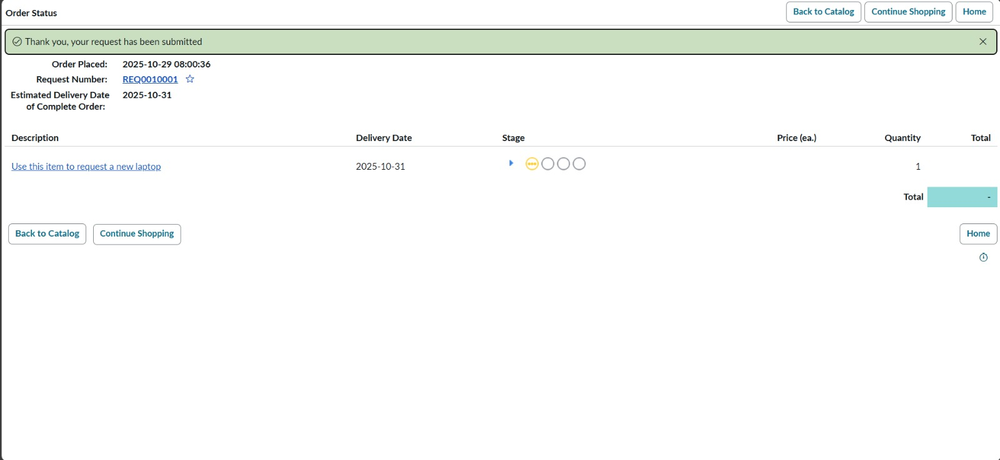 Order Status
Back to Catalog
Continue Shopping
Home
Thank you, your request has been submitted
Order Placed: 2025-10-29 08:00:36
Request Number: REQ0010001
Estimated Delivery Date 2025-10-31
of Complete Order:
Description Delivery Date Stage Price (ea.) Quantity Total
Use this item to request a new laptop 2025-10-31 1
Total -
Back to Catalog
Continue Shopping
Home